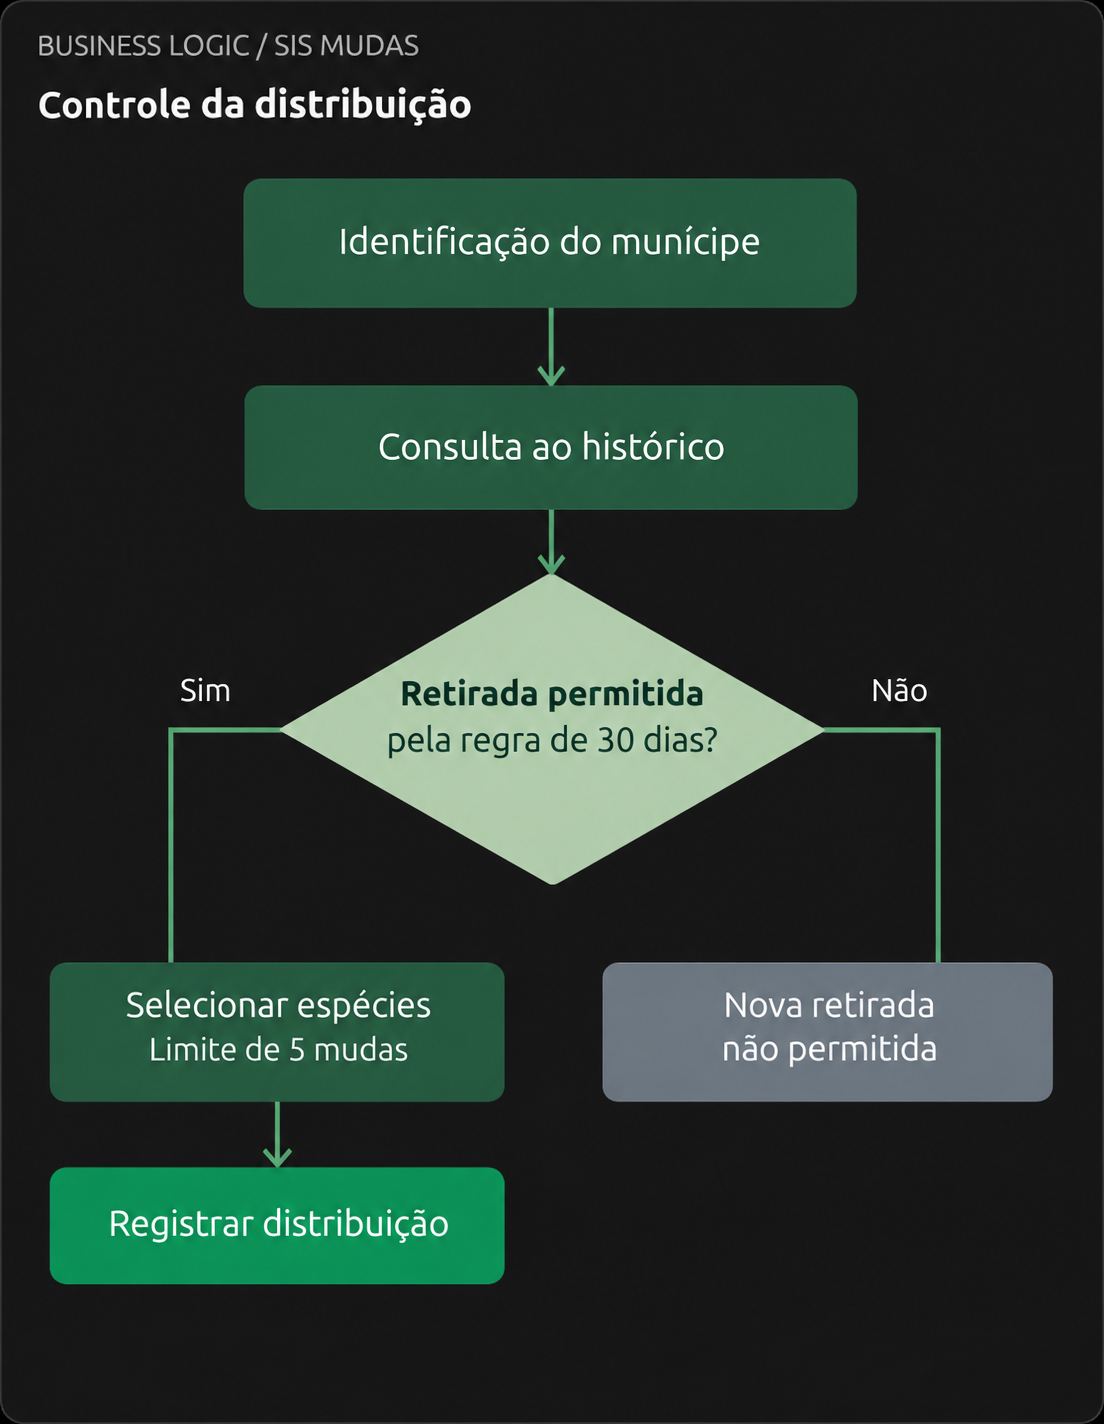 BUSINESS LOGIC / SIS MUDAS
Controle da distribuição
Identificação do munícipe
Consulta ao histórico
Retirada permitida
pela regra de 30 dias?
Sim
Não
Selecionar espécies
Limite de 5 mudas
Nova retirada
não permitida
Registrar distribuição